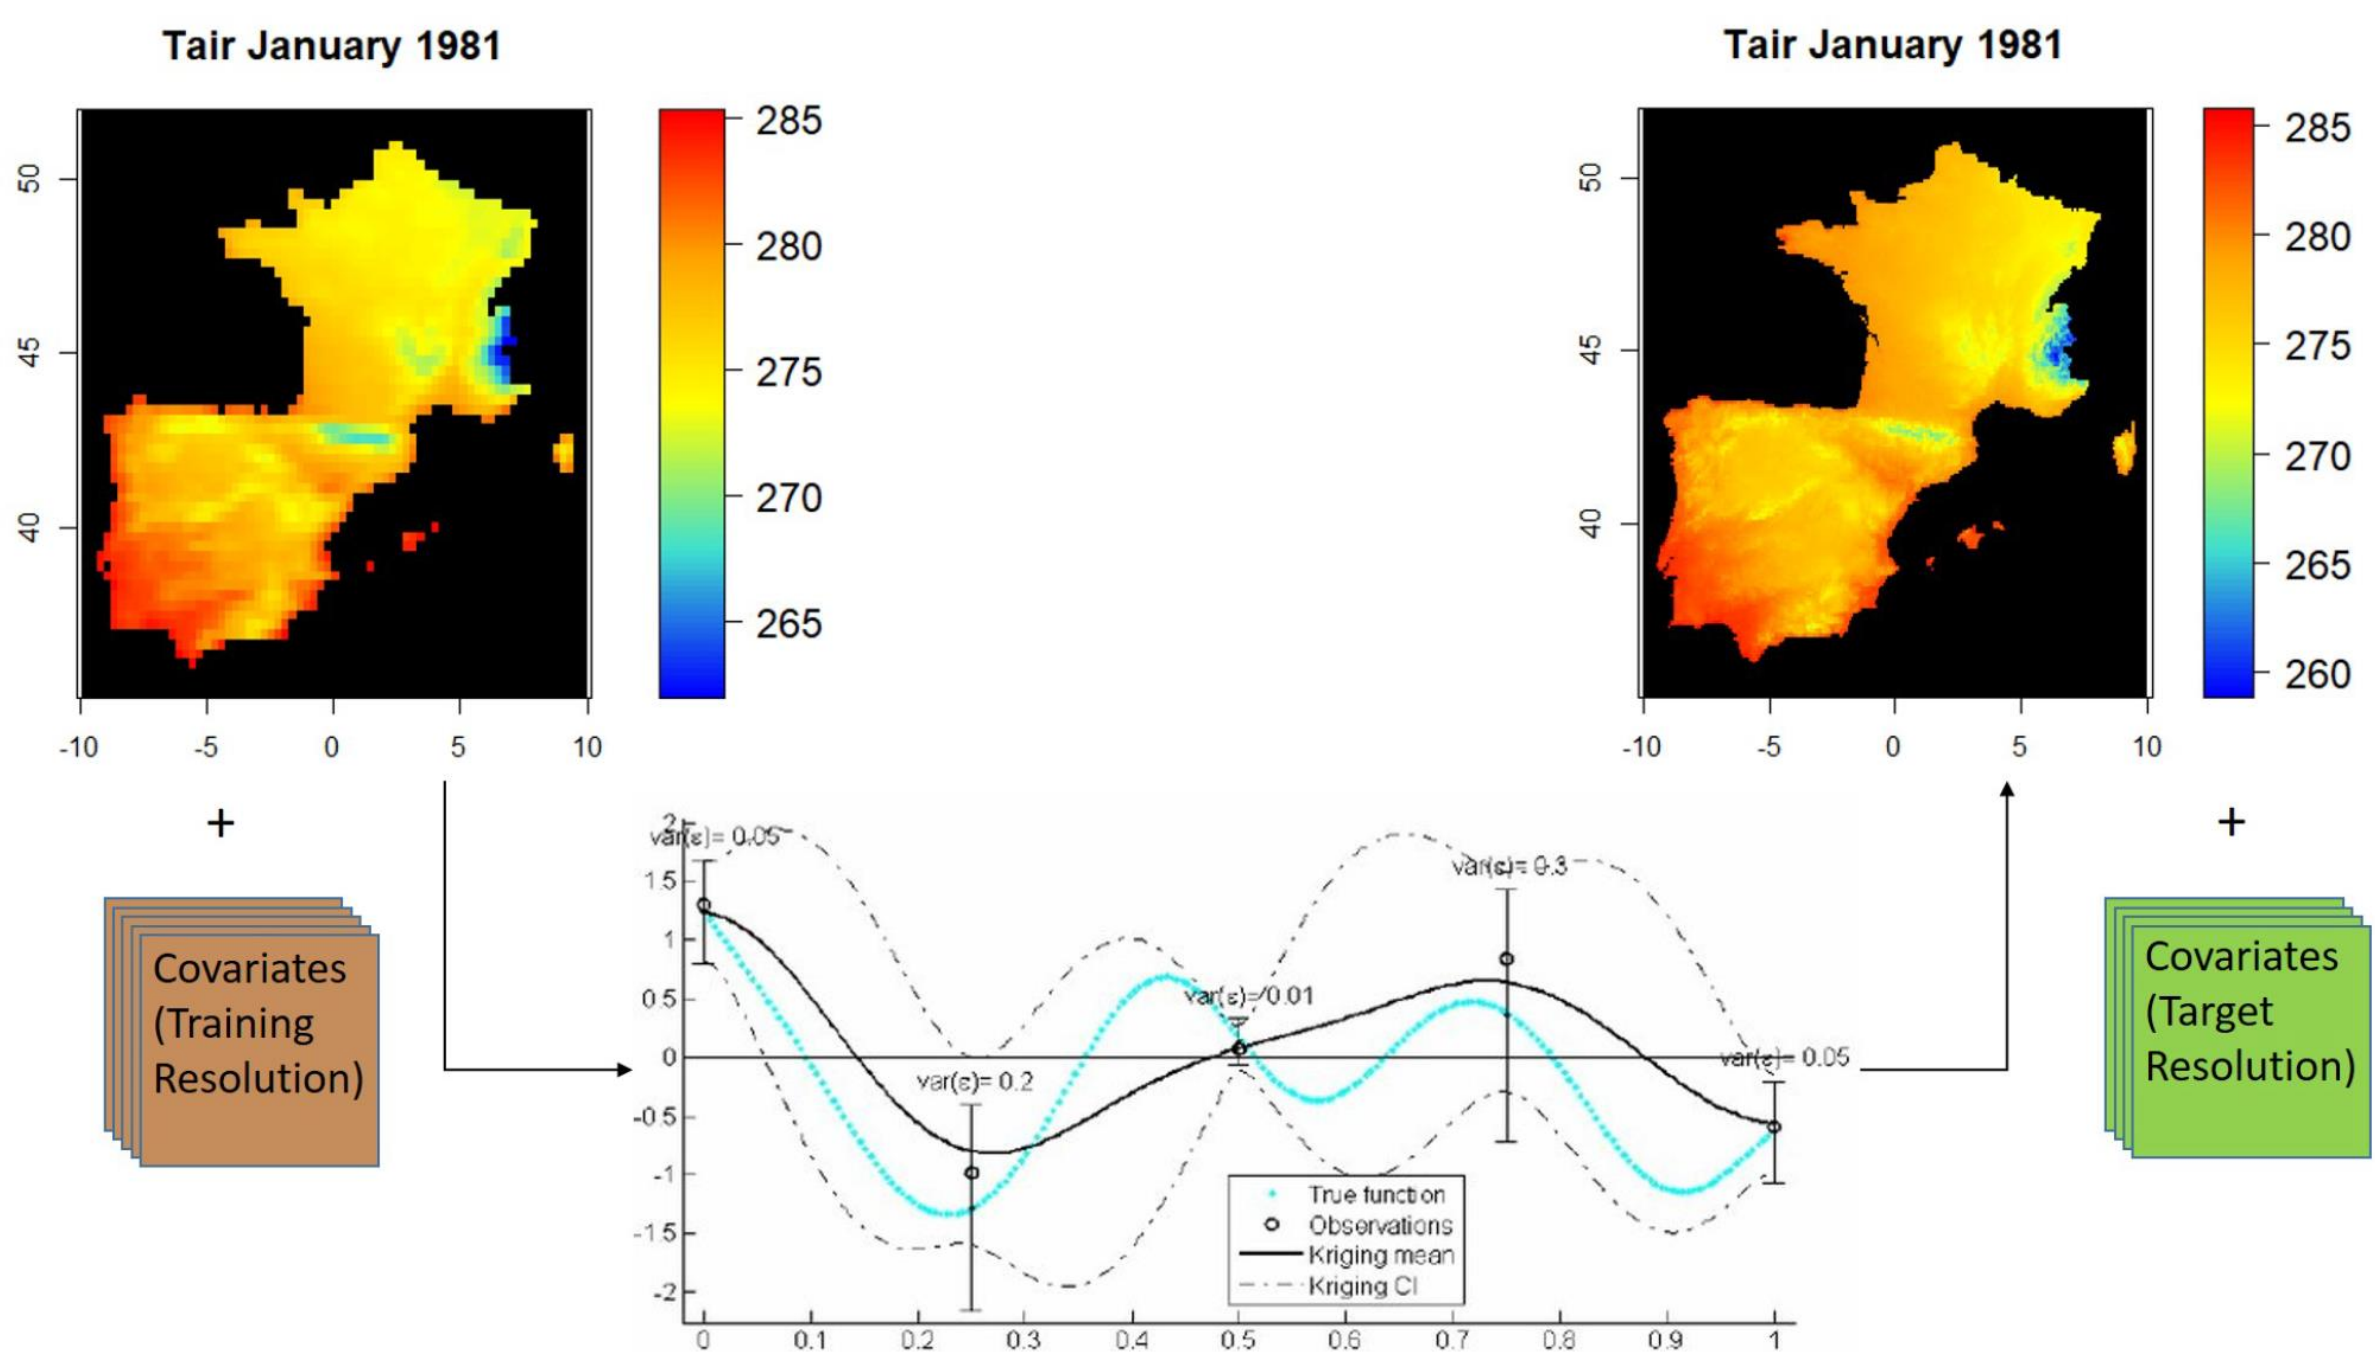 Tair January 1981
50
45
40
-10 -5 0 5 10
285
280
275
270
265
Tair January 1981
50
45
40
-10 -5 0 5 10
285
280
275
270
265
260
+
Covariates
(Training
Resolution)
2
1.5
1
0.5
0
-0.5
-1
-1.5
-2
var(ε)= 0.05
var(ε)= 0.2
var(ε)= 0.01
var(ε)= 0.3
var(ε)= 0.05
True function
Observations
Kriging mean
Kriging CI
0 0.1 0.2 0.3 0.4 0.5 0.6 0.7 0.8 0.9 1
+
Covariates
(Target
Resolution)